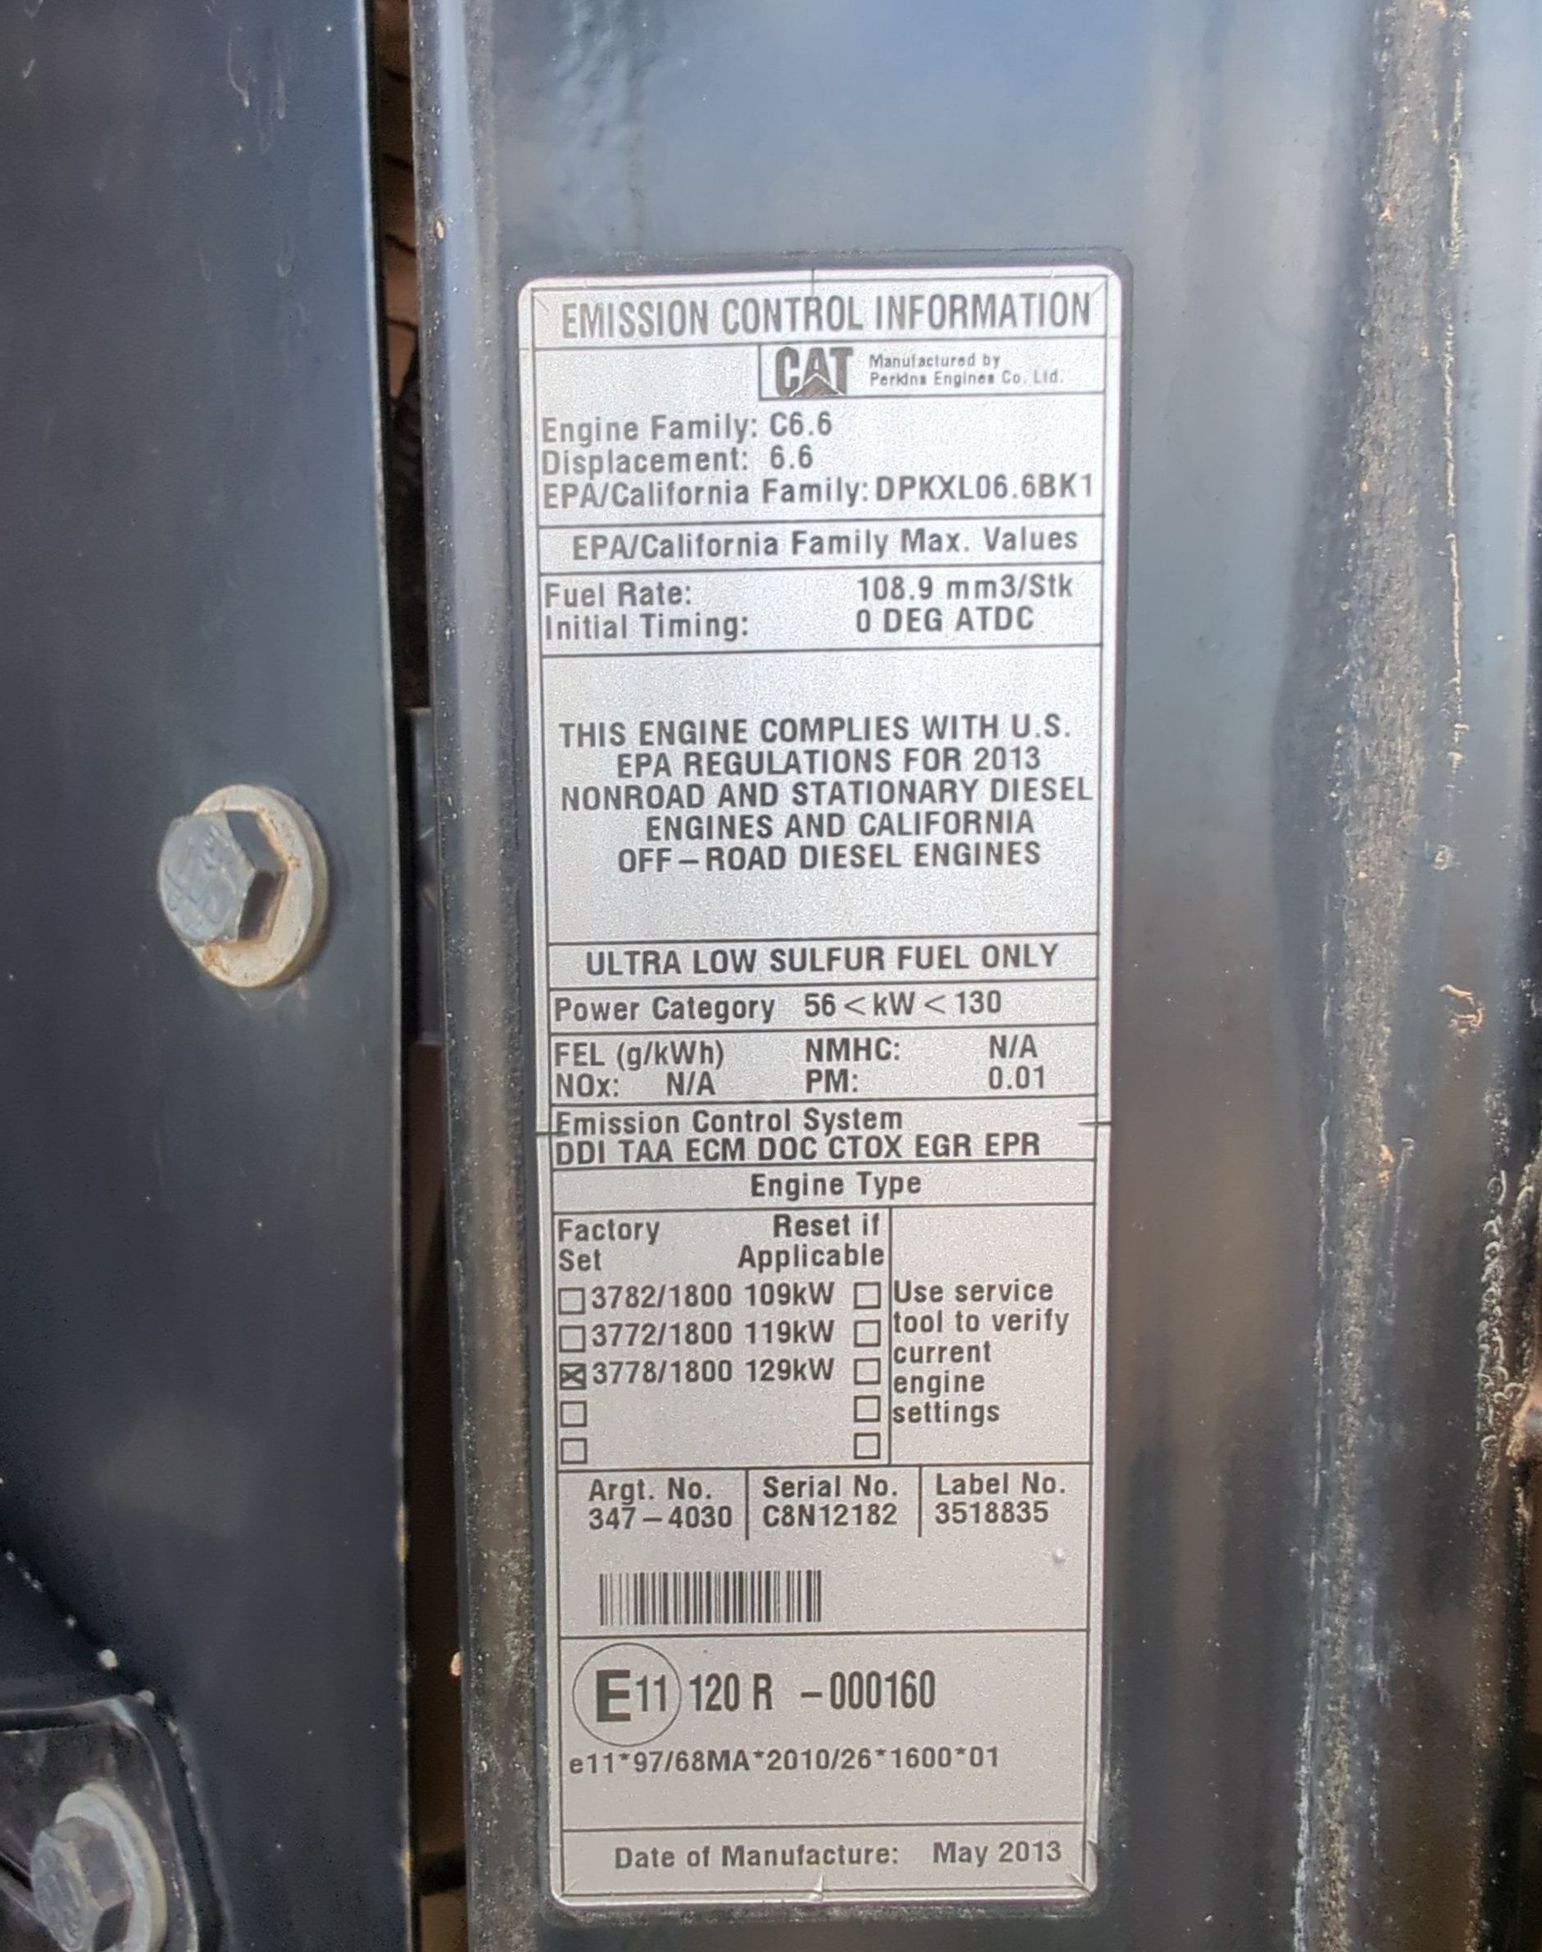 EMISSION CONTROL INFORMATION
CAT Manufactured by
Perkins Engines Co. Ltd.
Engine Family: C6.6
Displacement: 6.6
EPA/California Family: DPKXL06.6BK1
EPA/California Family Max. Values
Fuel Rate: 108.9 mm3/Stk
Initial Timing: 0 DEG ATDC
THIS ENGINE COMPLIES WITH U.S.
EPA REGULATIONS FOR 2013
NONROAD AND STATIONARY DIESEL
ENGINES AND CALIFORNIA
OFF-ROAD DIESEL ENGINES
ULTRA LOW SULFUR FUEL ONLY
Power Category 56<kW<130
FEL (g/kWh) NMHC: N/A
NOx: N/A PM: 0.01
Emission Control System
DDI TAA ECM DOC CTOX EGR EPR
Engine Type
Factory Reset if
Set Applicable
3782/1800 109kW
3772/1800 119kW
3778/1800 129kW
Use service
tool to verify
current
engine
settings
Argt. No. Serial No. Label No.
347-4030 C8N12182 3518835
E11 120 R -000160
e11*97/68MA*2010/26*1600*01
Date of Manufacture: May 2013